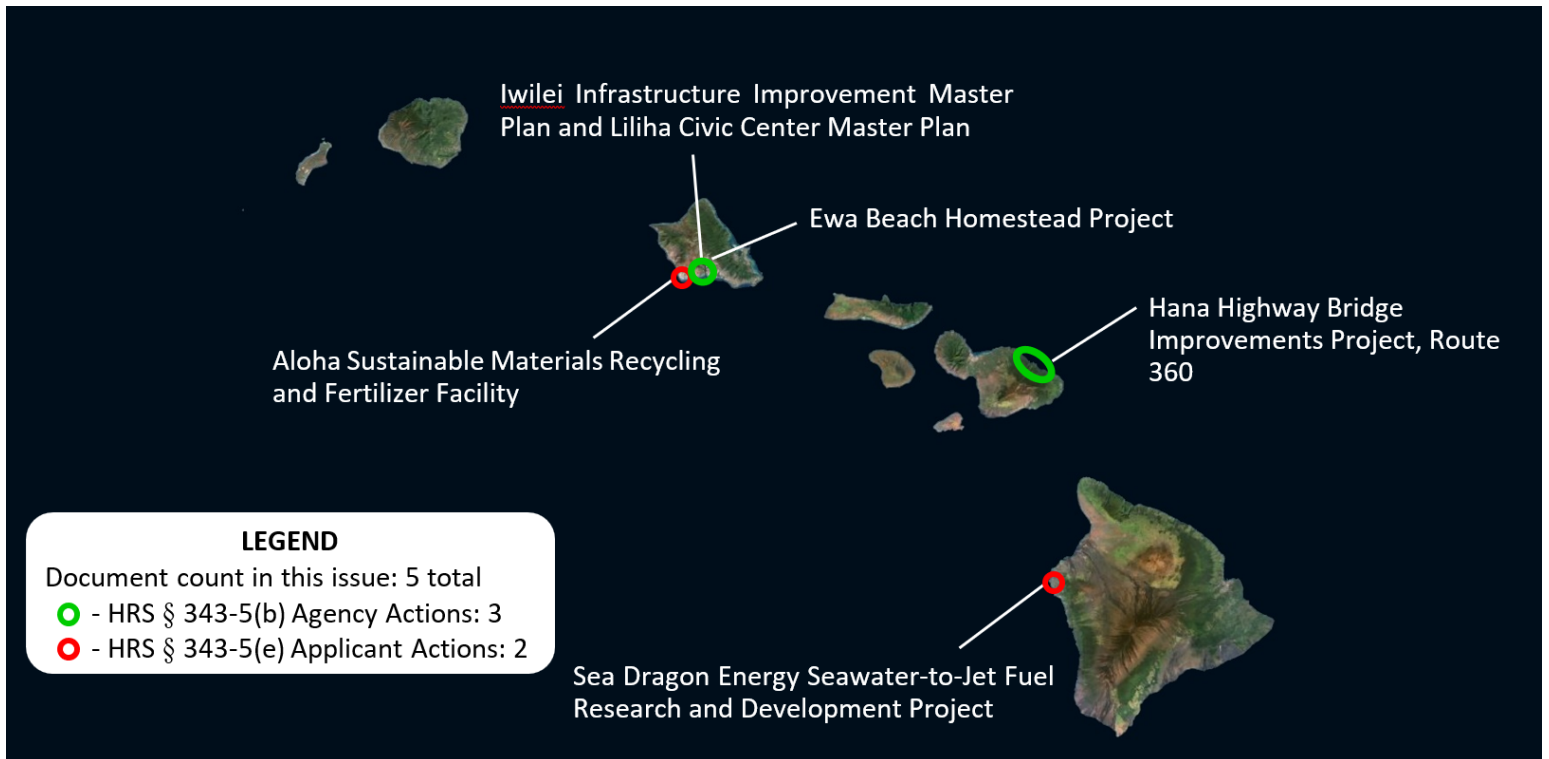 Iwilei Infrastructure Improvement Master
Plan and Liliha Civic Center Master Plan
Ewa Beach Homestead Project
Hana Highway Bridge
Improvements Project, Route
360
Aloha Sustainable Materials Recycling
and Fertilizer Facility
LEGEND
Document count in this issue: 5 total
- HRS § 343-5(b) Agency Actions: 3
- HRS § 343-5(e) Applicant Actions: 2
Sea Dragon Energy Seawater-to-Jet Fuel
Research and Development Project